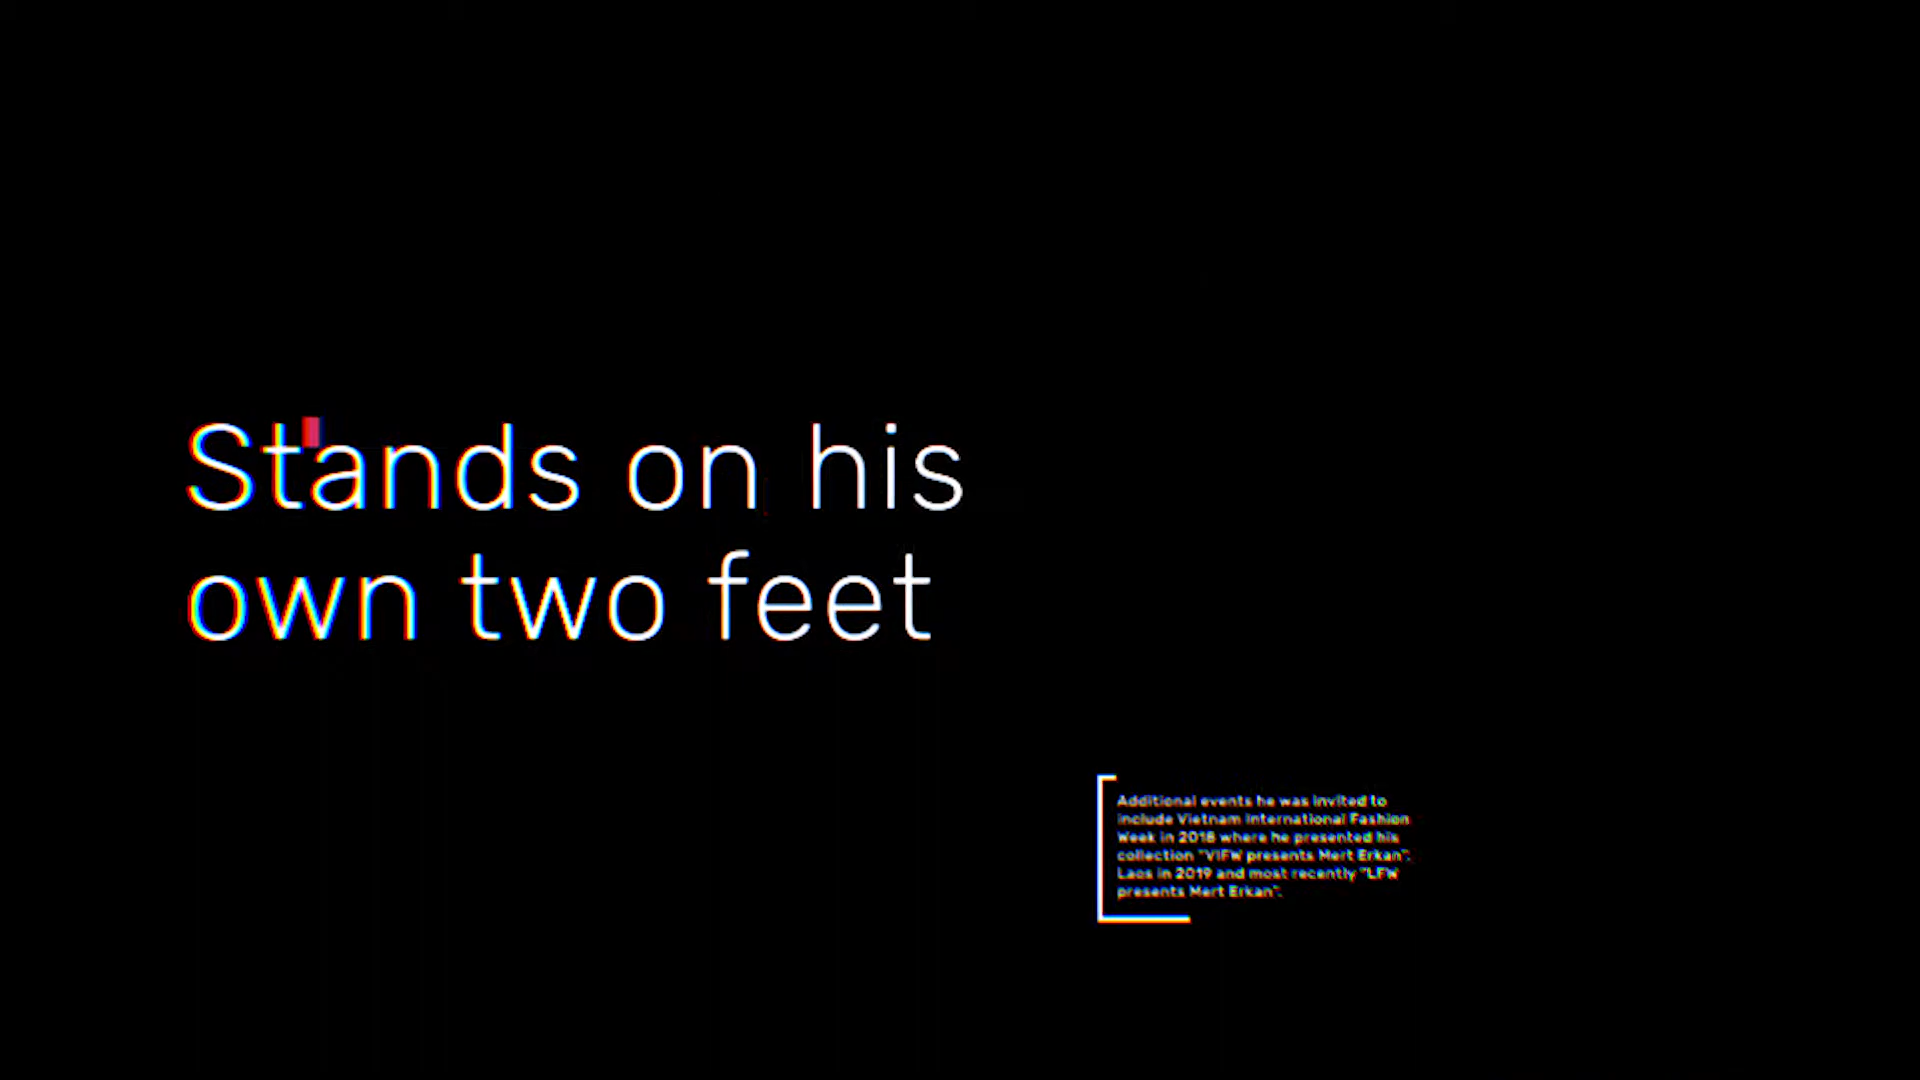 Stands on his
own two feet
Additional events he was invited to
include Vietnam International Fashion
Week in 2018 where he presented his
collection "VIFW presents Mert Erkan".
Laos in 2019 and most recently "LFW
presents Mert Erkan".